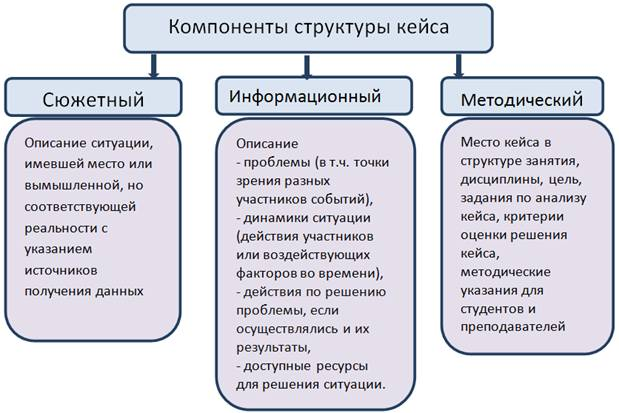 Компоненты структуры кейса
Сюжетный
Описание ситуации,
имевшей место или
вымышленной, но
соответствующей
реальности с
указанием
источников
получения данных
Информационный
Описание
- проблемы (в т.ч. точки
зрения разных
участников событий),
- динамики ситуации
(действия участников
или воздействующих
факторов во времени),
- действия по решению
проблемы, если
осуществлялись и их
результаты,
- доступные ресурсы
для решения ситуации.
Методический
Место кейса в
структуре занятия,
дисциплины, цель,
задания по анализу
кейса, критерии
оценки решения
кейса,
методические
указания для
студентов и
преподавателей